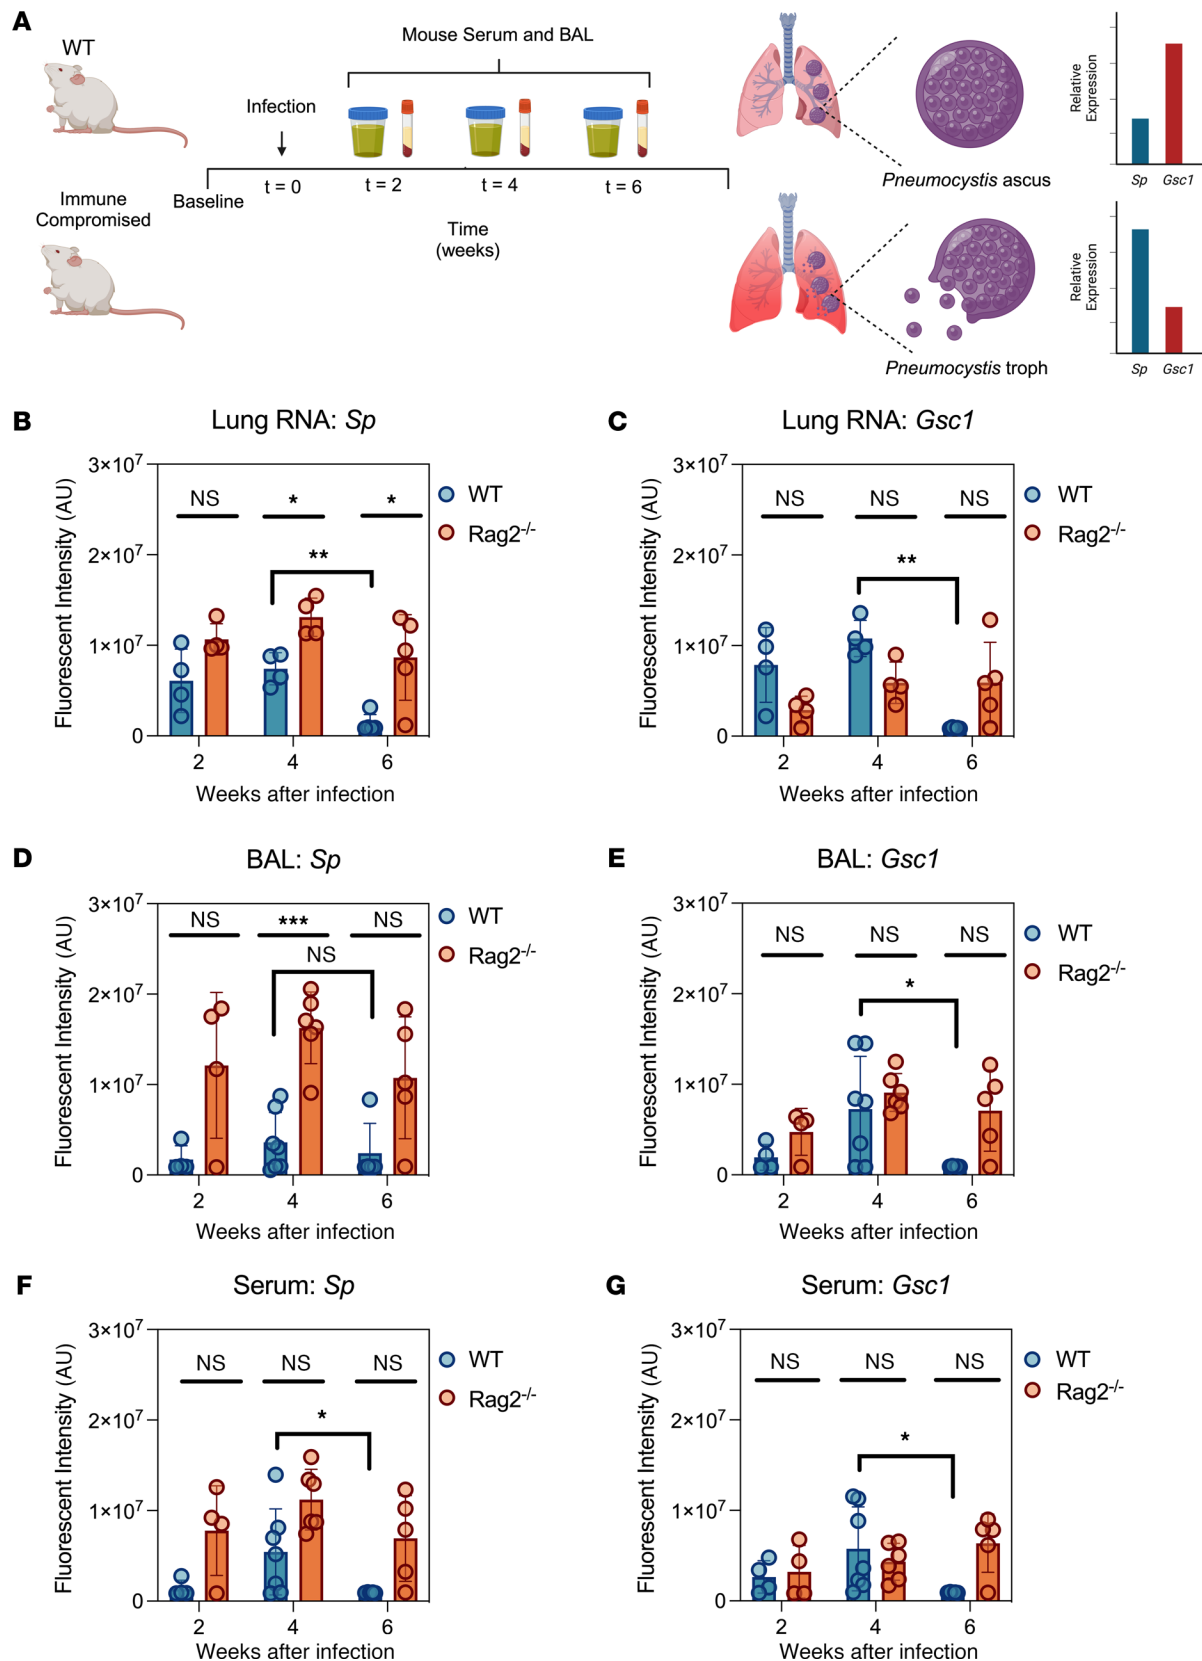 A
WT
Mouse Serum and BAL
Infection
t = 0
t = 2
t = 4
t = 6
Baseline
Immune
Compromised
Time
(weeks)
Pneumocystis ascus
Relative
Expression
Sp
Gsc1
Pneumocystis troph
Relative
Expression
Sp
Gsc1
B
Lung RNA: Sp
Fluorescent Intensity (AU)
3×10⁷
2×10⁷
1×10⁷
0
NS
*
*
**
WT
Rag2⁻/⁻
2
4
6
Weeks after infection
C
Lung RNA: Gsc1
Fluorescent Intensity (AU)
3×10⁷
2×10⁷
1×10⁷
0
NS
NS
NS
**
WT
Rag2⁻/⁻
2
4
6
Weeks after infection
D
BAL: Sp
Fluorescent Intensity (AU)
3×10⁷
2×10⁷
1×10⁷
0
NS
***
NS
NS
WT
Rag2⁻/⁻
2
4
6
Weeks after infection
E
BAL: Gsc1
Fluorescent Intensity (AU)
3×10⁷
2×10⁷
1×10⁷
0
NS
NS
NS
*
WT
Rag2⁻/⁻
2
4
6
Weeks after infection
F
Serum: Sp
Fluorescent Intensity (AU)
3×10⁷
2×10⁷
1×10⁷
0
NS
NS
NS
*
WT
Rag2⁻/⁻
2
4
6
Weeks after infection
G
Serum: Gsc1
Fluorescent Intensity (AU)
3×10⁷
2×10⁷
1×10⁷
0
NS
NS
NS
*
WT
Rag2⁻/⁻
2
4
6
Weeks after infection